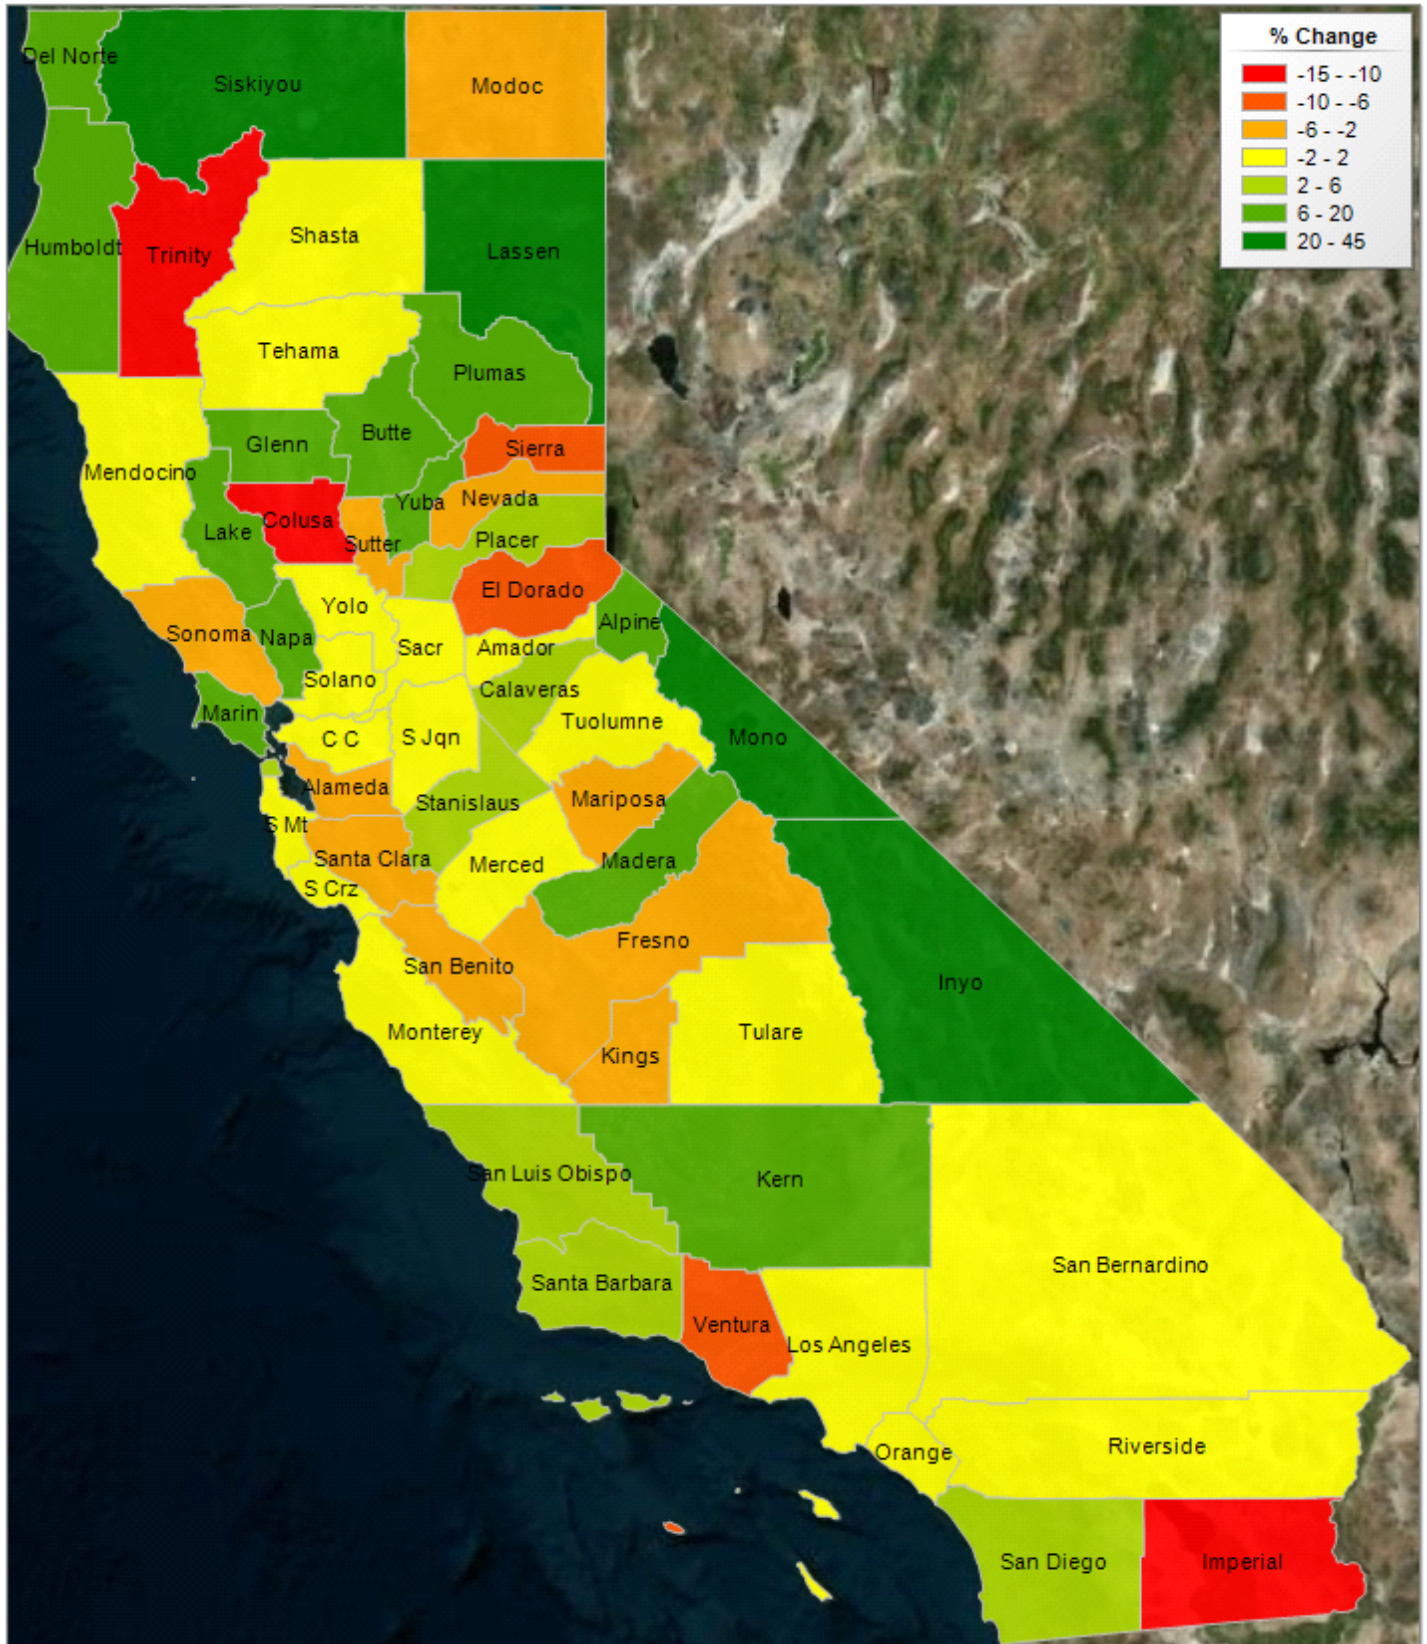 % Change
-15 - -10
-10 - -6
-6 - -2
-2 - 2
2 - 6
6 - 20
20 - 45
Del Norte
Siskiyou
Modoc
Humboldt
Trinity
Shasta
Lassen
Tehama
Plumas
Glenn
Butte
Sierra
Mendocino
Lake
Colusa
Sutter
Yuba
Nevada
Placer
El Dorado
Yolo
Sonoma
Napa
Sacr
Amador
Alpine
Solano
Calaveras
Marin
C C
S Jqn
Tuolumne
Mono
Alameda
Stanislaus
Mariposa
S Mt
Santa Clara
Merced
Madera
S Crz
Fresno
San Benito
Inyo
Monterey
Kings
Tulare
San Luis Obispo
Kern
Santa Barbara
San Bernardino
Ventura
Los Angeles
Orange
Riverside
San Diego
Imperial